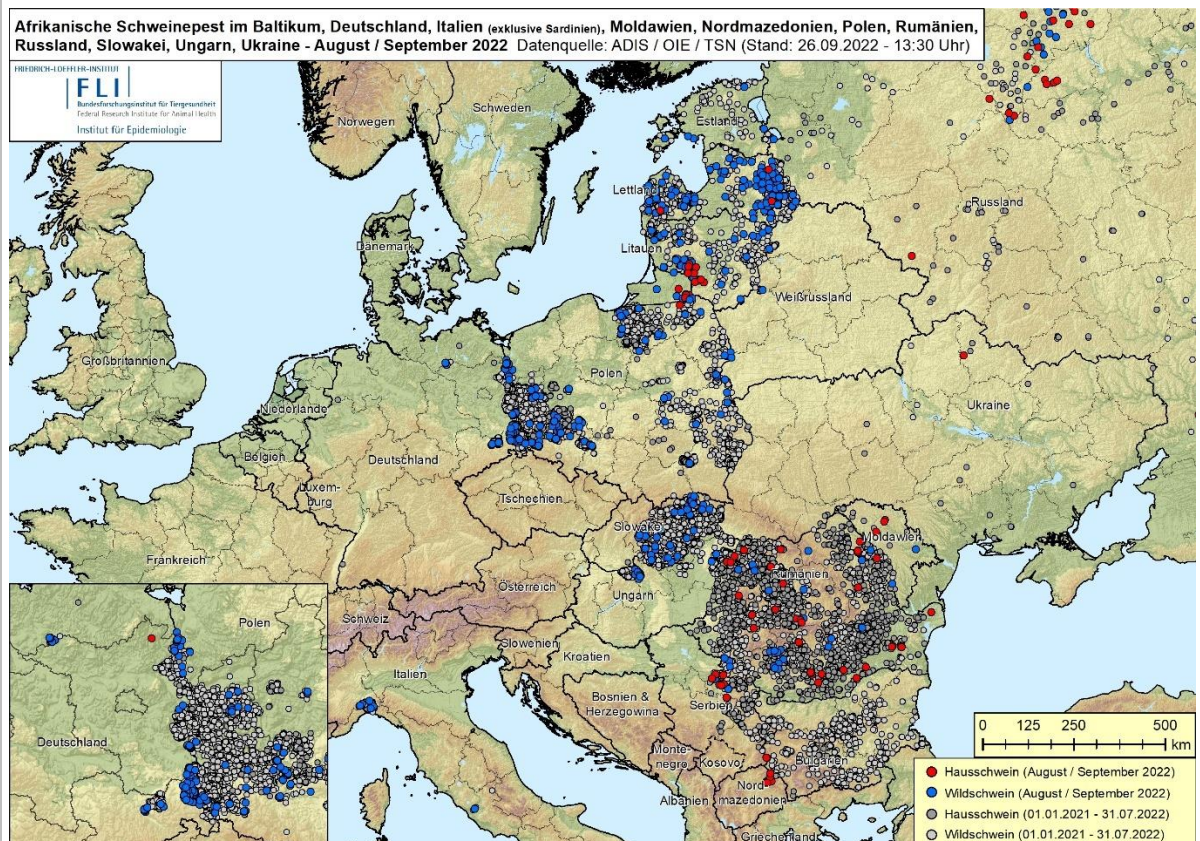 Afrikanische Schweinepest im Baltikum, Deutschland, Italien (exklusive Sardinien), Moldawien, Nordmazedonien, Polen, Rumänien,
Russland, Slowakei, Ungarn, Ukraine - August / September 2022 Datenquelle: ADIS / OIE / TSN (Stand: 26.09.2022 - 13:30 Uhr)
FRIEDRICH-LOEFFLER-INSTITUT
FLI
Bundesforschungsinstitut für Tiergesundheit
Federal Research Institute for Animal Health
Institut für Epidemiologie
Norwegen
Schweden
Estland
Lettland
Russland
Dänemark
Litauen
Weißrussland
Großbritannien
Polen
Niederlande
Ukraine
Belgien
Deutschland
Luxem-
burg
Tschechien
Slowakei
Moldawien
Frankreich
Österreich
Ungarn
Rumänien
Schweiz
Slowenien
Kroatien
Italien
Bosnien &
Herzegowina
Serbien
Monte-
negro
Kosovo
Bulgarien
Nord
mazedonien
Albanien
Griechenland
Polen
Deutschland
0 125 250 500
km
Hausschwein (August / September 2022)
Wildschwein (August / September 2022)
Hausschwein (01.01.2021 - 31.07.2022)
Wildschwein (01.01.2021 - 31.07.2022)